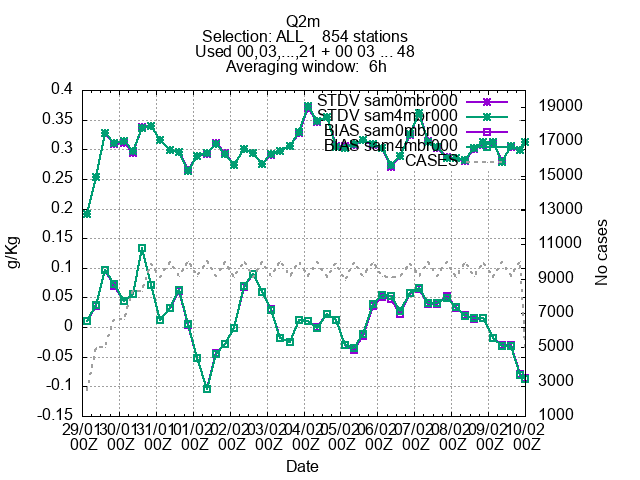 Q2m
Selection: ALL 854 stations
Used 00,03,...,21 + 00 03 ... 48
Averaging window: 6h
0.4
0.35
0.3
0.25
0.2
0.15
0.1
0.05
0
-0.05
-0.1
-0.15
g/Kg
STDV sam0mbr000
STDV sam4mbr000
BIAS sam0mbr000
BIAS sam4mbr000
CASES
19000
17000
15000
13000
11000
9000
7000
5000
3000
1000
No cases
29/01 30/01 31/01 01/02 02/02 03/02 04/02 05/02 06/02 07/02 08/02 09/02 10/02
00Z 00Z 00Z 00Z 00Z 00Z 00Z 00Z 00Z 00Z 00Z 00Z 00Z
Date